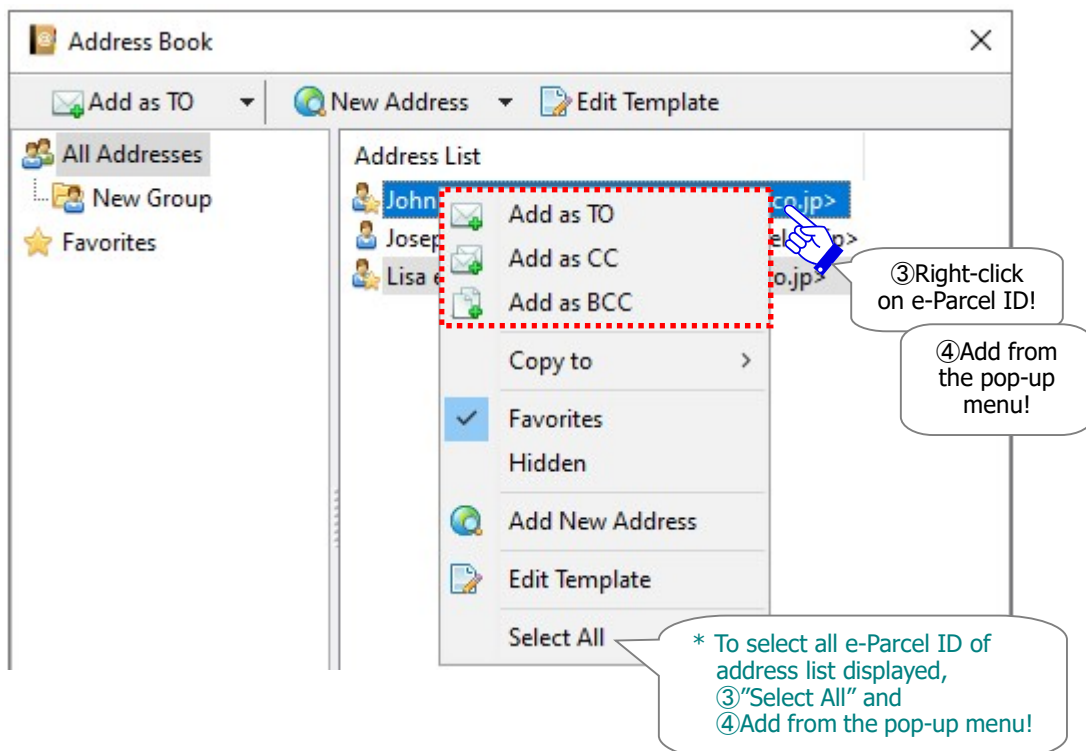 Address Book
Add as TO
New Address
Edit Template
All Addresses
New Group
Favorites
Address List
John co.jp>
Josep
Lisa e o.jp>
Add as TO
Add as CC
Add as BCC
Copy to
Favorites
Hidden
Add New Address
Edit Template
Select All
③Right-click
on e-Parcel ID!
④Add from
the pop-up
menu!
* To select all e-Parcel ID of
address list displayed,
③"Select All” and
④Add from the pop-up menu!